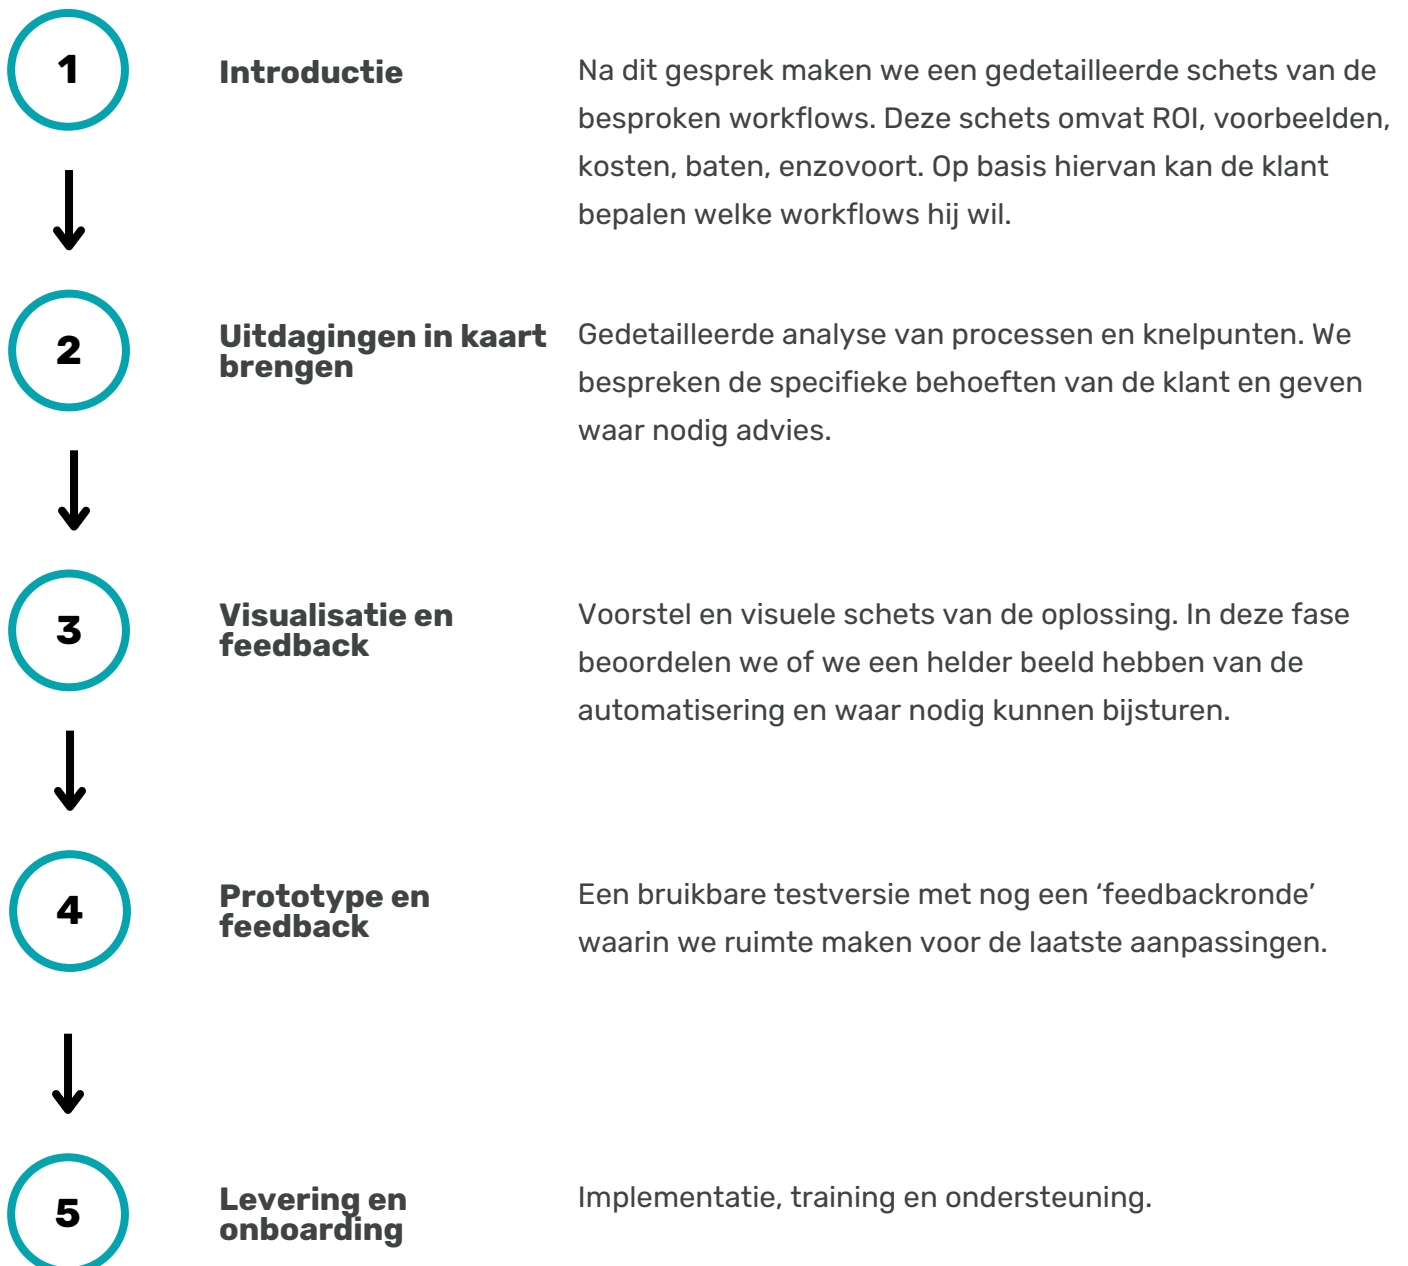 1
Introductie
Na dit gesprek maken we een gedetailleerde schets van de
besproken workflows. Deze schets omvat ROI, voorbeelden,
kosten, baten, enzovoort. Op basis hiervan kan de klant
bepalen welke workflows hij wil.
2
Uitdagingen in kaart
brengen
Gedetailleerde analyse van processen en knelpunten. We
bespreken de specifieke behoeften van de klant en geven
waar nodig advies.
3
Visualisatie en
feedback
Voorstel en visuele schets van de oplossing. In deze fase
beoordelen we of we een helder beeld hebben van de
automatisering en waar nodig kunnen bijsturen.
4
Prototype en
feedback
Een bruikbare testversie met nog een ‘feedbackronde’
waarin we ruimte maken voor de laatste aanpassingen.
5
Levering en
onboarding
Implementatie, training en ondersteuning.